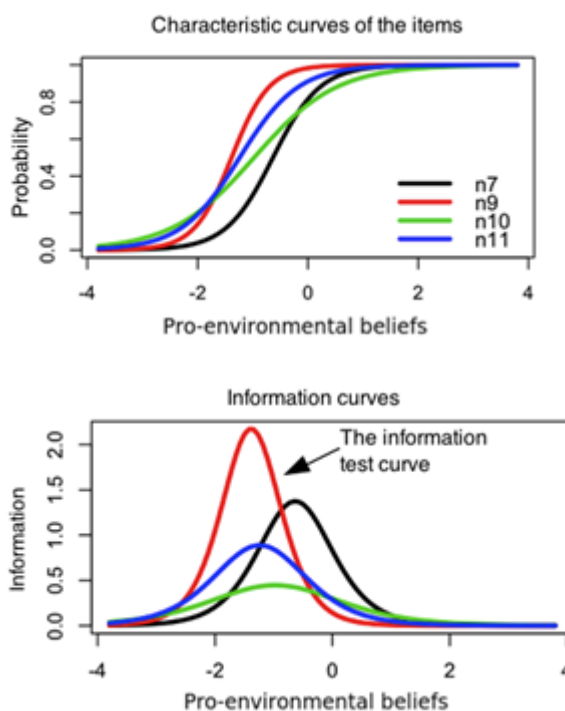 Characteristic curves of the items
Probability
0.0 0.4 0.8
n7
n9
n10
n11
-4 -2 0 2 4
Pro-environmental beliefs
Information curves
Information
0.0 0.5 1.0 1.5 2.0
The information
test curve
-4 -2 0 2 4
Pro-environmental beliefs